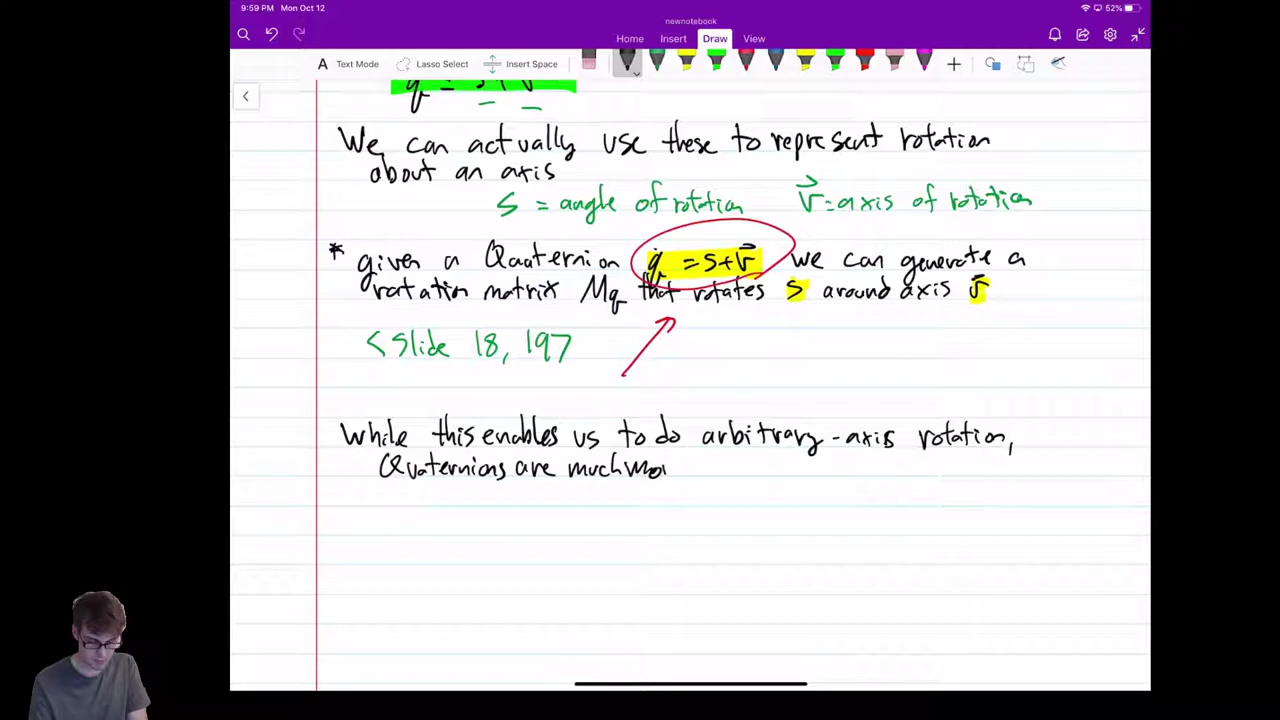 9:59 PM Mon Oct 12
52%
newnotebook
Home Insert Draw View
Text Mode Lasso Select Insert Space
q = s + v
We can actually use these to represent rotation
about an axis
s = angle of rotation v⃗ = axis of rotation
* given a Quaternion q̇ = s+v⃗ we can generate a
rotation matrix Mq that rotates s around axis v⃗
<Slide 18, 19>
While this enables us to do arbitrary-axis rotation,
Quaternions are much mor